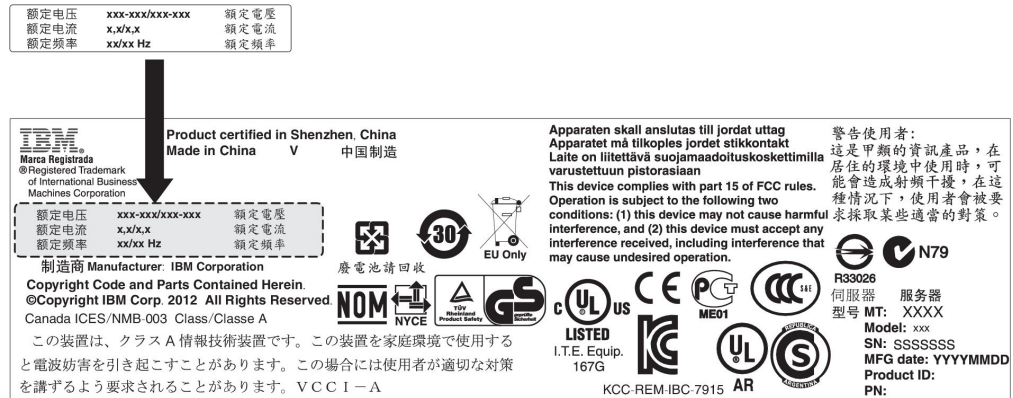 额定电压 xxx-xxx/xxx-xxx 額定電壓
额定电流 x,x/x,x 額定電流
额定频率 xx/xx Hz 額定頻率
IBM®
Marca Registrada
® Registered Trademark
of International Business
Machines Corporation
Product certified in Shenzhen, China
Made in China V 中国制造
额定电压 xxx-xxx/xxx-xxx 額定電壓
额定电流 x,x/x,x 額定電流
额定频率 xx/xx Hz 額定頻率
制造商 Manufacturer: IBM Corporation
Copyright Code and Parts Contained Herein.
©Copyright IBM Corp. 2012 All Rights Reserved.
Canada ICES/NMB-003 Class/Classe A
この装置は、クラスA情報技術装置です。この装置を家庭環境で使用する
と電波妨害を引き起こすことがあります。この場合には使用者が適切な対策
を講ずるよう要求されることがあります。VCCI-A
廢電池請回收
30
EU Only
NOM
NYCE
TÜV
Rheinland
Product Safety
GS
geprüfte
Sicherheit
Apparaten skall anslutas till jordat uttag
Apparatet må tilkoples jordet stikkontakt
Laite on liitettävä suojamaadoituskoskettimilla
varustettuun pistorasiaan
This device complies with part 15 of FCC rules.
Operation is subject to the following two
conditions: (1) this device may not cause harmful
interference, and (2) this device must accept any
interference received, including interference that
may cause undesired operation.
C UL US
LISTED
I.T.E. Equip.
167G
CE
ME01
CCC S&E
KCC-REM-IBC-7915
UL
AR
REPUBLICA
S
ARGENTINA
警告使用者:
這是甲類的資訊產品，在
居住的環境中使用時，可
能會造成射頻干擾，在這
種情況下，使用者會被要
求採取某些適當的對策。
R33026
N79
伺服器 服务器
型号 MT: XXXX
Model: xxx
SN: SSSSSSS
MFG date: YYYYMMDD
Product ID:
PN: